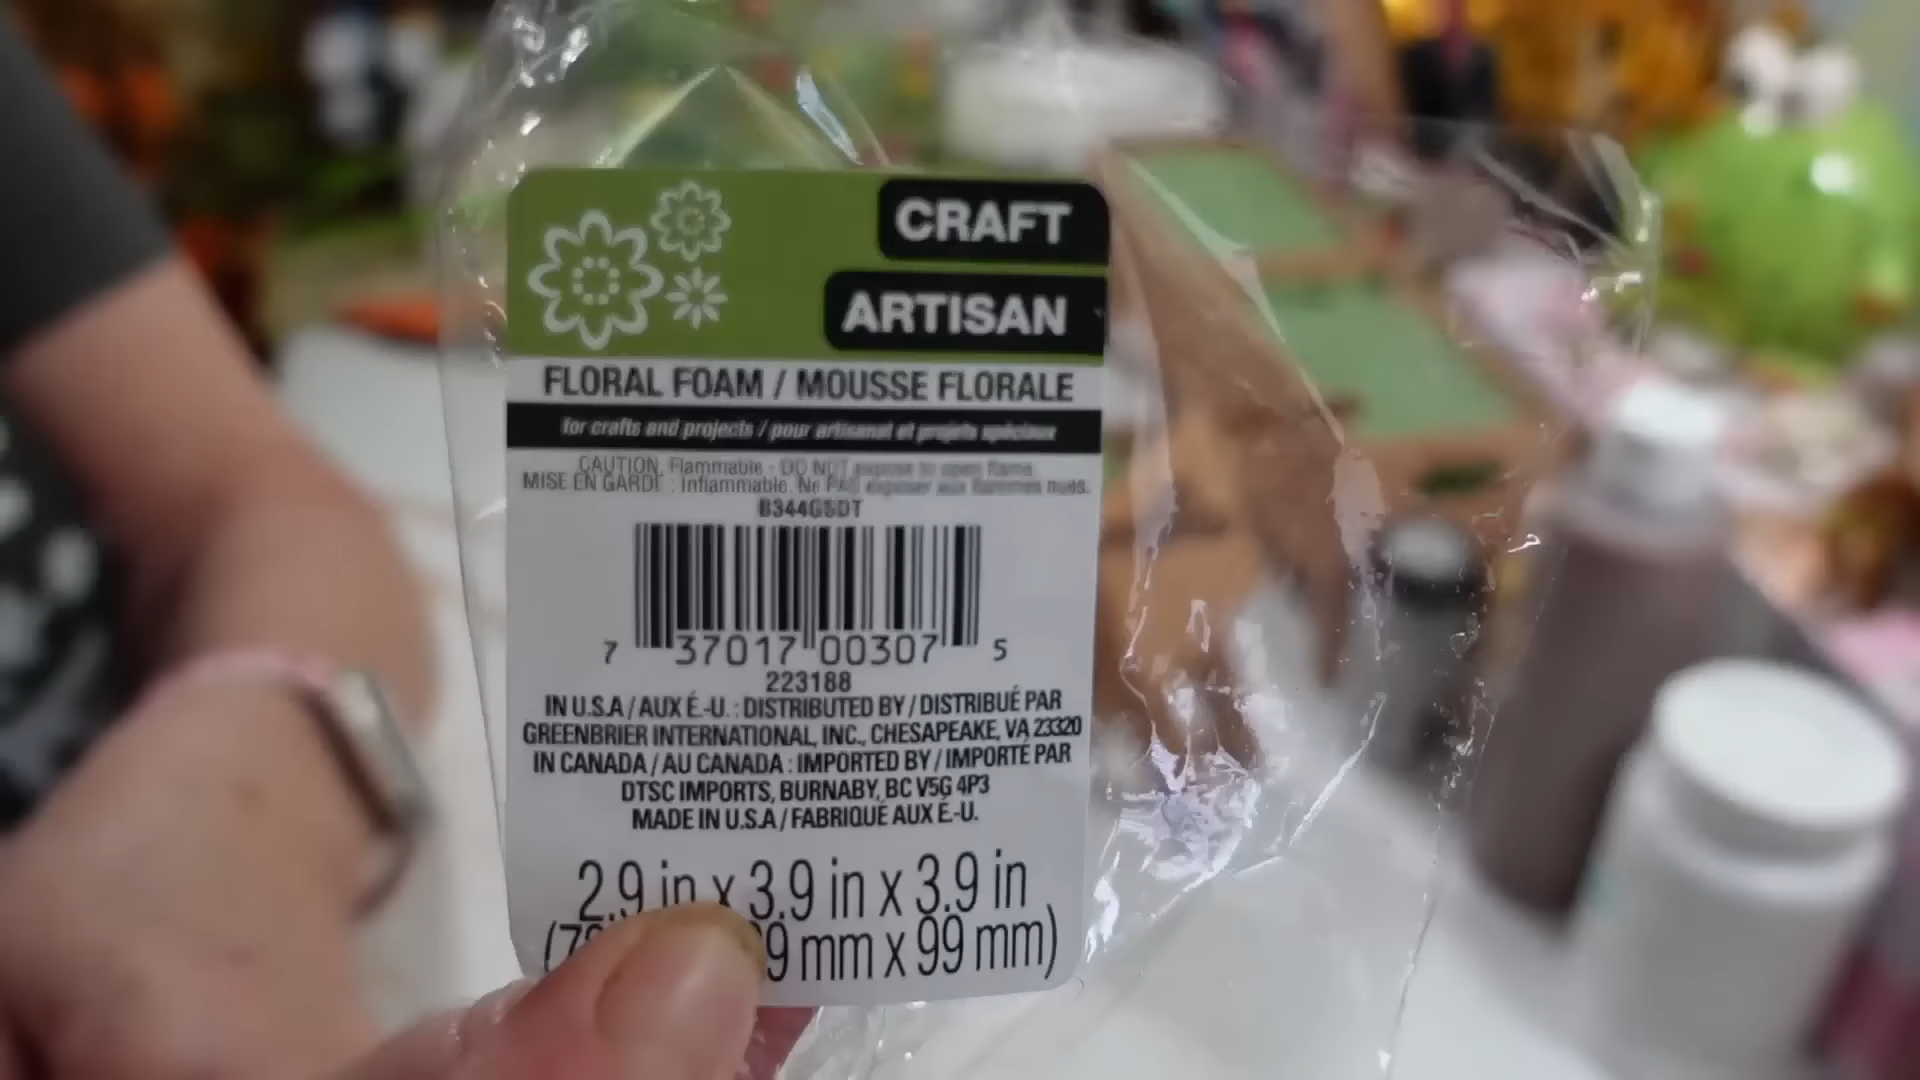 CRAFT
ARTISAN
FLORAL FOAM / MOUSSE FLORALE
for crafts and projects / pour artisanat et projets spéciaux
CAUTION, Flammable - DO NOT expose to open flame.
MISE EN GARDE : Inflammable. Ne PAS exposer aux flammes nues.
B344GSDT
7 37017 00307 5
223188
IN U.S.A / AUX É.-U. : DISTRIBUTED BY / DISTRIBUÉ PAR
GREENBRIER INTERNATIONAL, INC., CHESAPEAKE, VA 23320
IN CANADA / AU CANADA : IMPORTED BY / IMPORTÉ PAR
DTSC IMPORTS, BURNABY, BC V5G 4P3
MADE IN U.S.A / FABRIQUÉ AUX É.-U.
2.9 in x 3.9 in x 3.9 in
mm x 99 mm)